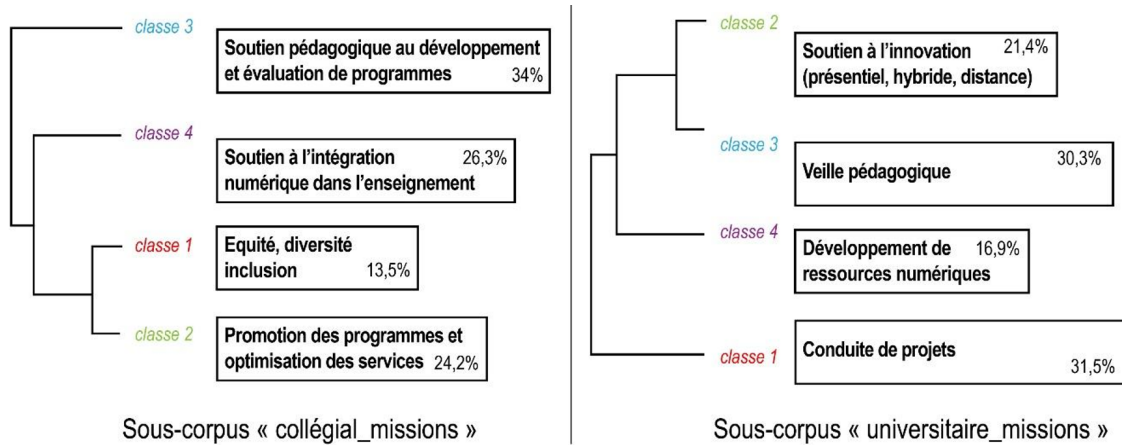 classe 3
Soutien pédagogique au développement
et évaluation de programmes 34%
classe 4
Soutien à l'intégration 26,3%
numérique dans l'enseignement
classe 1
Equité, diversité
inclusion 13,5%
classe 2
Promotion des programmes et
optimisation des services 24,2%
Sous-corpus « collégial_missions »
classe 2
Soutien à l'innovation 21,4%
(présentiel, hybride, distance)
classe 3
Veille pédagogique 30,3%
classe 4
Développement de 16,9%
ressources numériques
classe 1
Conduite de projets
31,5%
Sous-corpus « universitaire_missions »